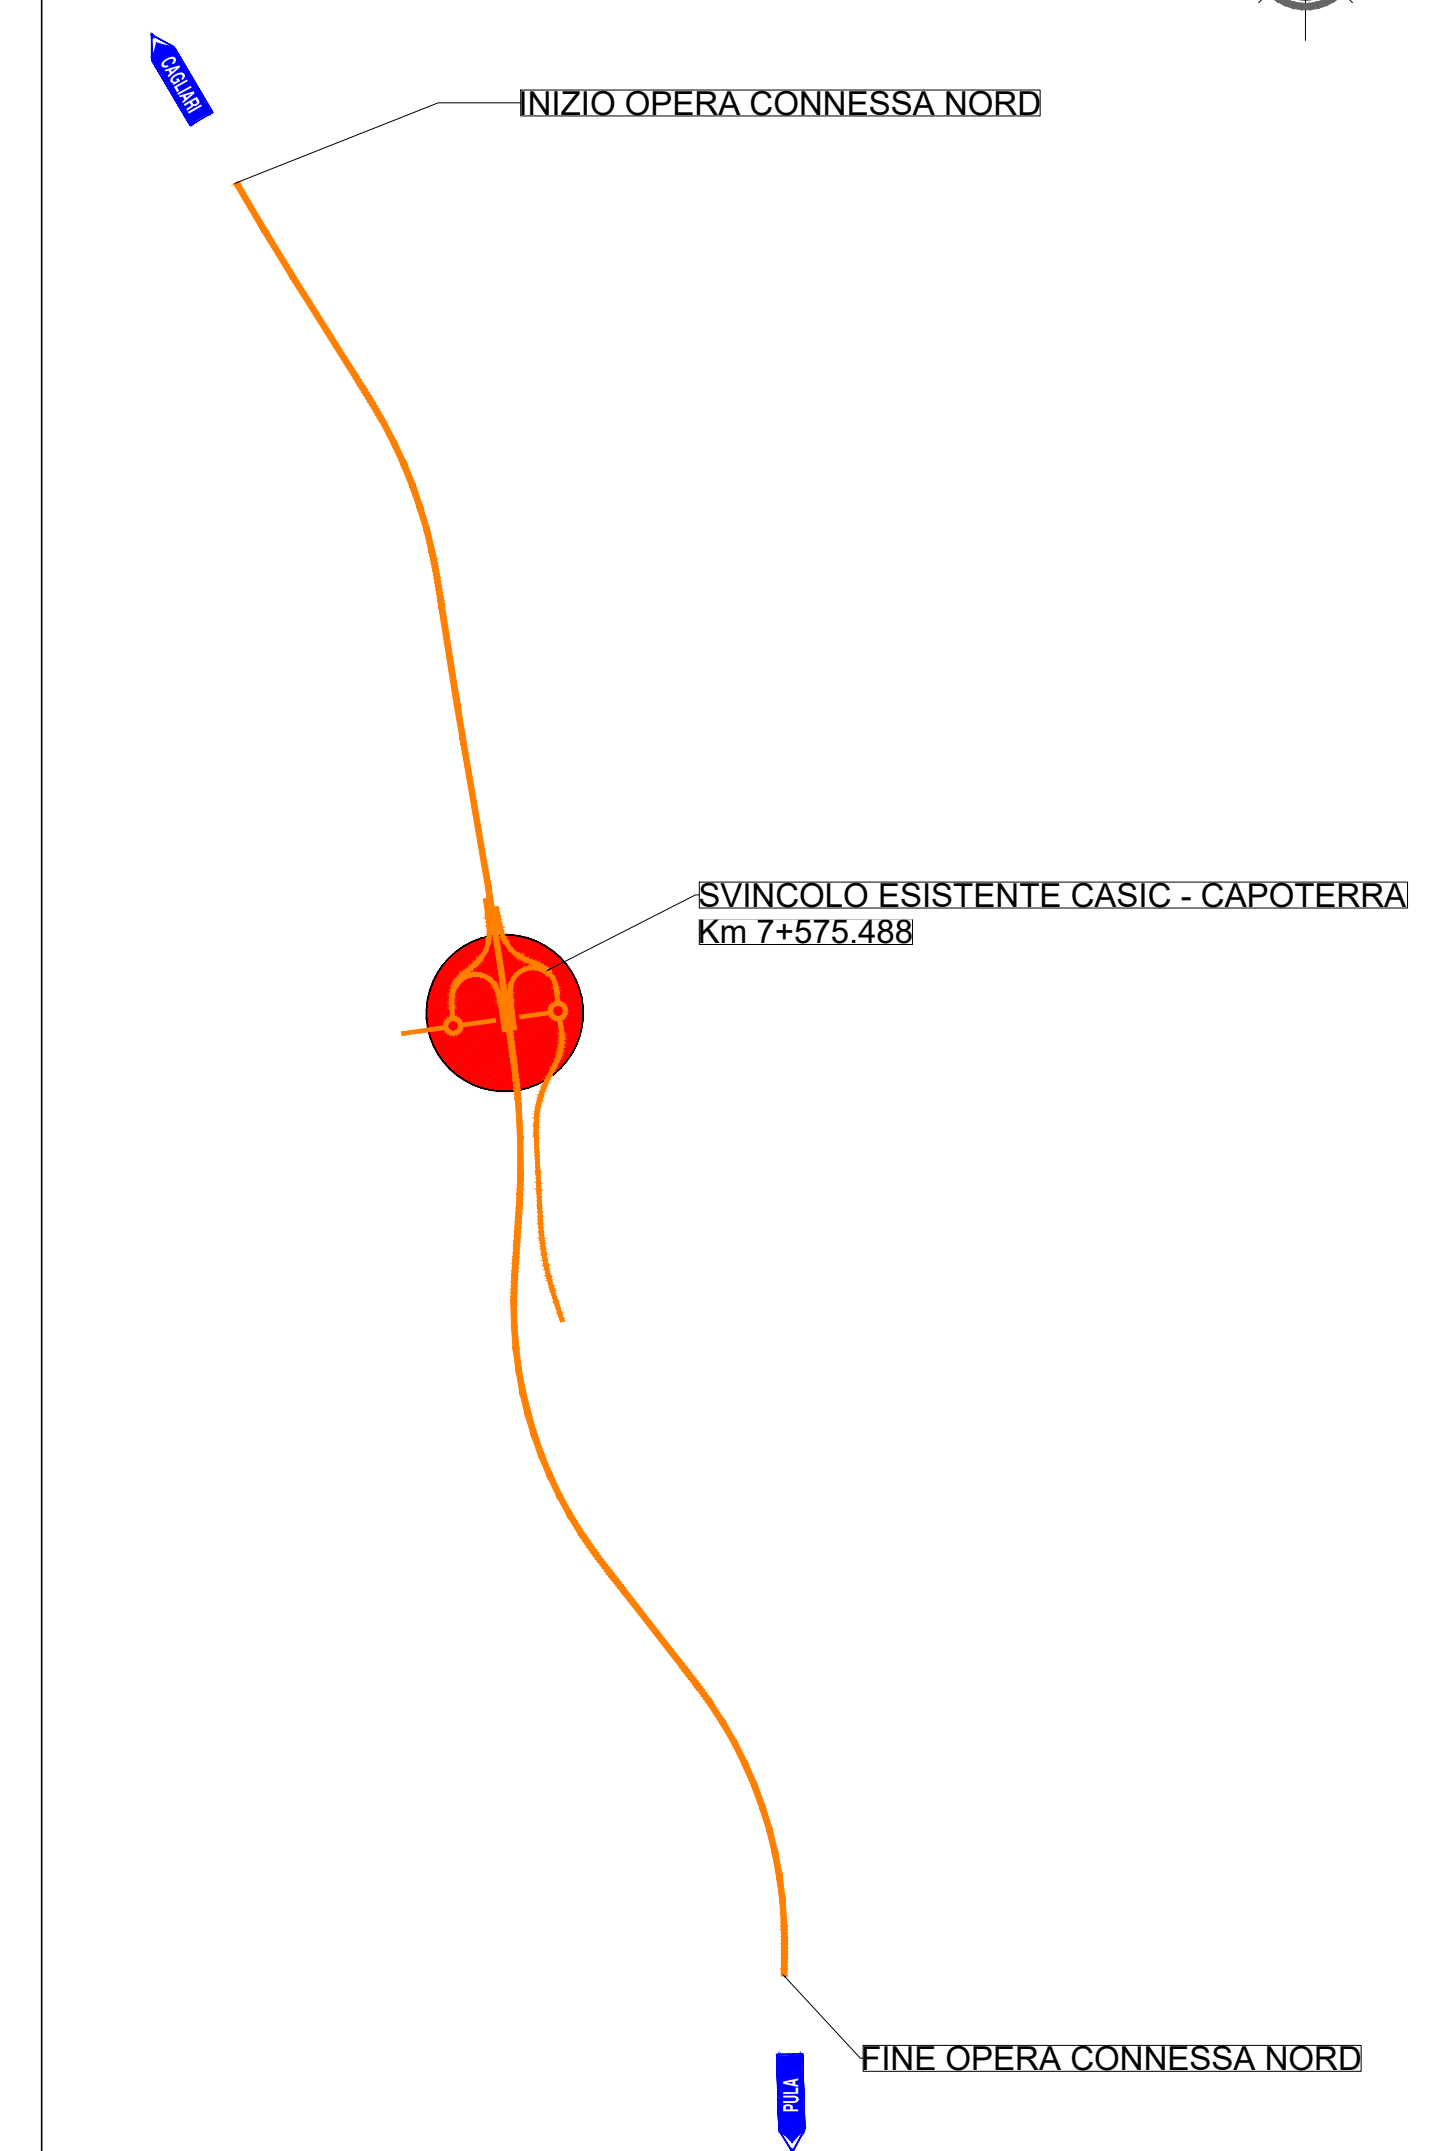 CAGLIARI
INIZIO OPERA CONNESSA NORD
SVINCOLO ESISTENTE CASIC - CAPOTERRA
Km 7+575.488
FINE OPERA CONNESSA NORD
PULA